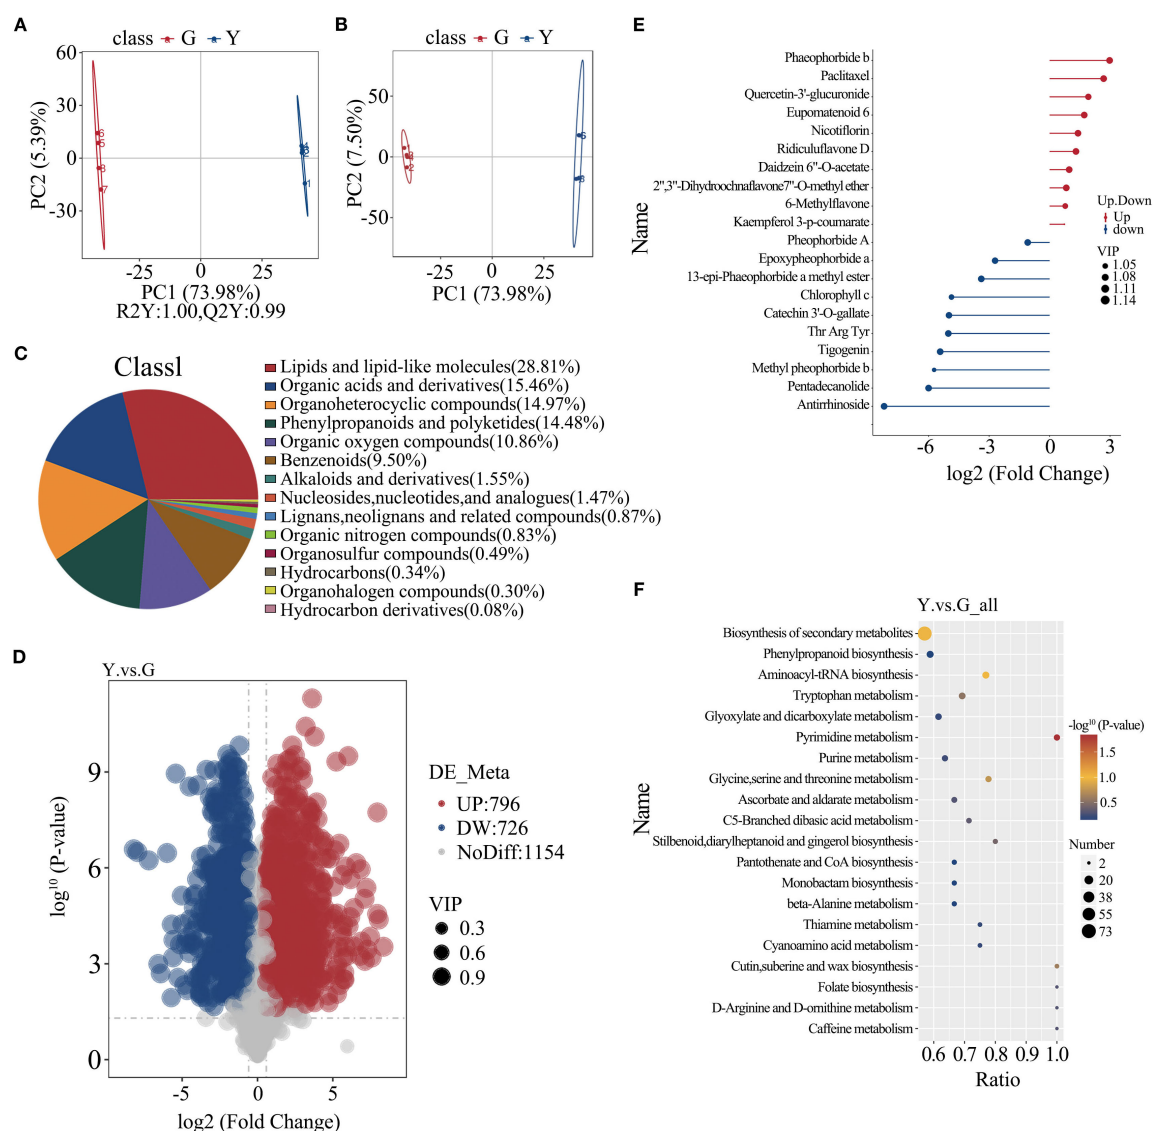 A
class G Y
PC2 (5.39%)
60
30
0
-30
-25 0 25
PC1 (73.98%)
R2Y:1.00,Q2Y:0.99
B
class G Y
PC2 (7.50%)
50
0
-50
-25 0 25
PC1 (73.98%)
C
ClassI
Lipids and lipid-like molecules(28.81%)
Organic acids and derivatives(15.46%)
Organoheterocyclic compounds(14.97%)
Phenylpropanoids and polyketides(14.48%)
Organic oxygen compounds(10.86%)
Benzenoids(9.50%)
Alkaloids and derivatives(1.55%)
Nucleosides,nucleotides,and analogues(1.47%)
Lignans,neolignans and related compounds(0.87%)
Organic nitrogen compounds(0.83%)
Organosulfur compounds(0.49%)
Hydrocarbons(0.34%)
Organohalogen compounds(0.30%)
Hydrocarbon derivatives(0.08%)
D
Y.vs.G
log¹⁰ (P-value)
9
6
3
0
-5 0 5
log2 (Fold Change)
DE_Meta
UP:796
DW:726
NoDiff:1154
VIP
0.3
0.6
0.9
E
Name
Phaeophorbide b
Paclitaxel
Quercetin-3'-glucuronide
Eupomatenoid 6
Nicotiflorin
Ridiculuflavone D
Daidzein 6"-O-acetate
2",3"-Dihydroochnaflavone7"-O-methyl ether
6-Methylflavone
Kaempferol 3-p-coumarate
Pheophorbide A
Epoxypheophorbide a
13-epi-Phaeophorbide a methyl ester
Chlorophyll c
Catechin 3'-O-gallate
Thr Arg Tyr
Tigogenin
Methyl pheophorbide b
Pentadecanolide
Antirrhinoside
-6 -3 0 3
log2 (Fold Change)
Up.Down
Up
down
VIP
1.05
1.08
1.11
1.14
F
Y.vs.G_all
Name
Biosynthesis of secondary metabolites
Phenylpropanoid biosynthesis
Aminoacyl-tRNA biosynthesis
Tryptophan metabolism
Glyoxylate and dicarboxylate metabolism
Pyrimidine metabolism
Purine metabolism
Glycine,serine and threonine metabolism
Ascorbate and aldarate metabolism
C5-Branched dibasic acid metabolism
Stilbenoid,diarylheptanoid and gingerol biosynthesis
Pantothenate and CoA biosynthesis
Monobactam biosynthesis
beta-Alanine metabolism
Thiamine metabolism
Cyanoamino acid metabolism
Cutin,suberine and wax biosynthesis
Folate biosynthesis
D-Arginine and D-ornithine metabolism
Caffeine metabolism
0.6 0.7 0.8 0.9 1.0
Ratio
-log¹⁰ (P-value)
1.5
1.0
0.5
Number
2
20
38
55
73